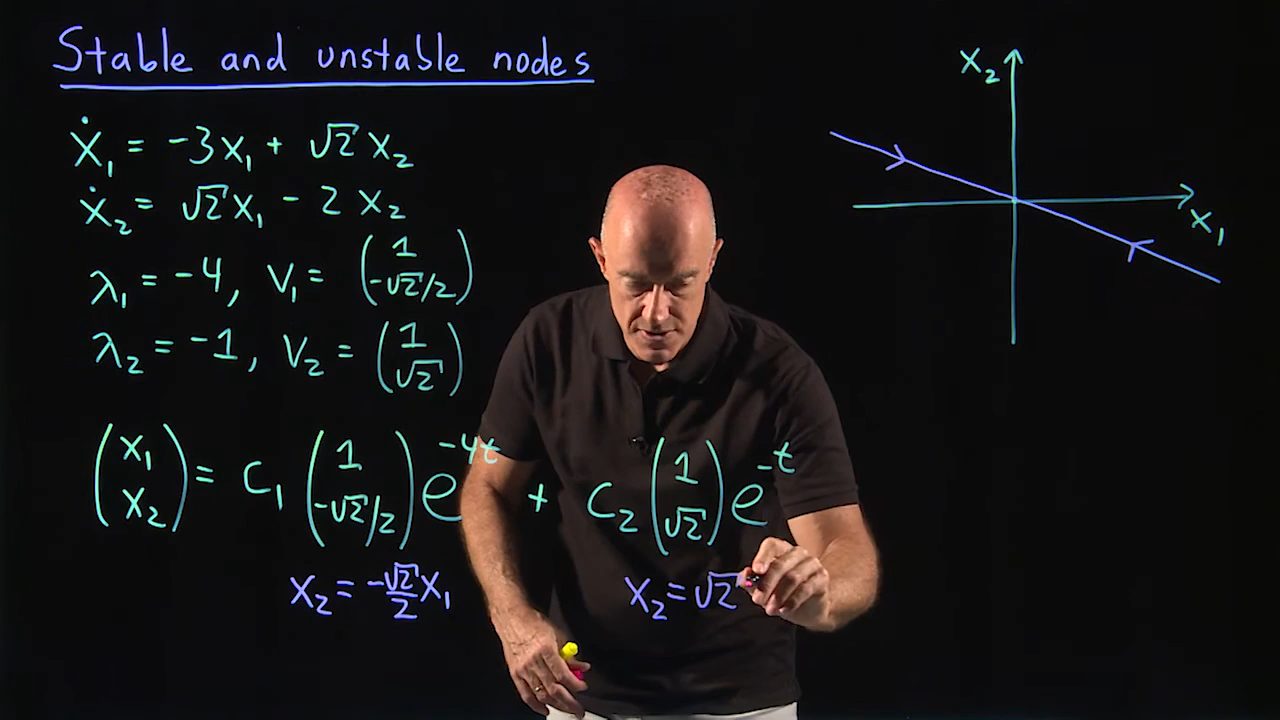 Stable and unstable nodes
ẋ₁ = -3x₁ + √2 x₂
ẋ₂ = √2 x₁ - 2 x₂
λ₁ = -4, v₁ = (1 -√2/2)
λ₂ = -1, v₂ = (1 √2)
(x₁ x₂) = c₁ (1 -√2/2) e^-4t + c₂ (1 √2) e^-t
x₂ = -√2/2 x₁
x₂ = √2
x₂
x₁